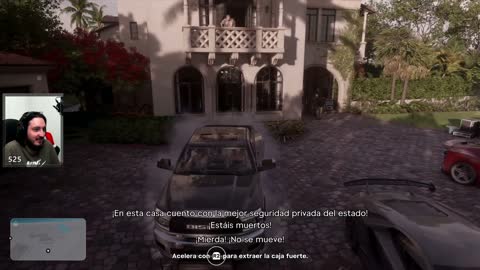 525
¡En esta casa cuento con la mejor seguridad privada del estado!
¡Estáis muertos!
¡Mierda! ¡No se mueve!
Acelera con R2 para extraer la caja fuerte.